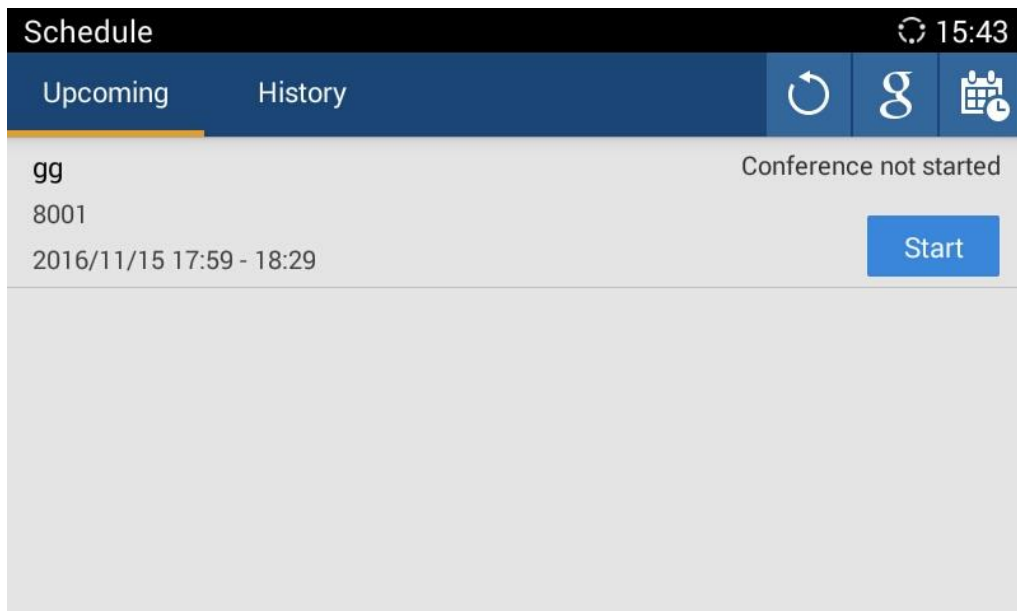 Schedule 15:43
Upcoming History g
gg Conference not started
8001
Start
2016/11/15 17:59 - 18:29